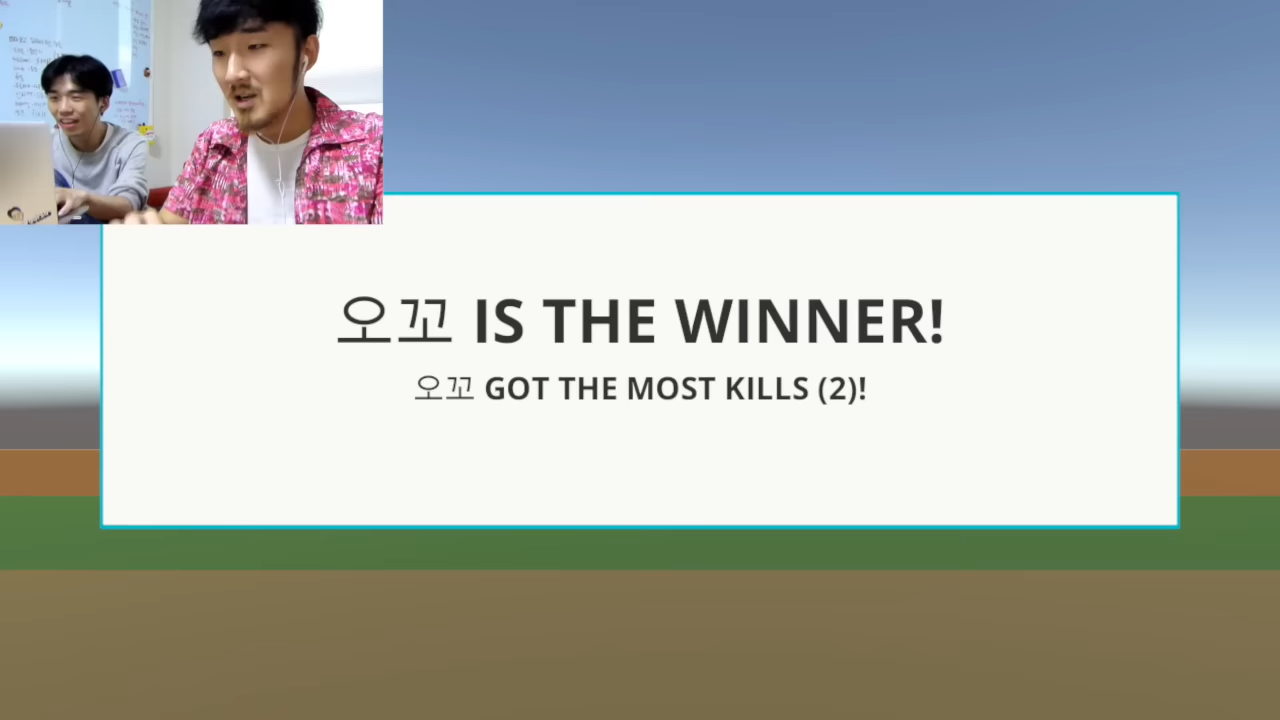 오꼬 IS THE WINNER!
오꼬 GOT THE MOST KILLS (2)!